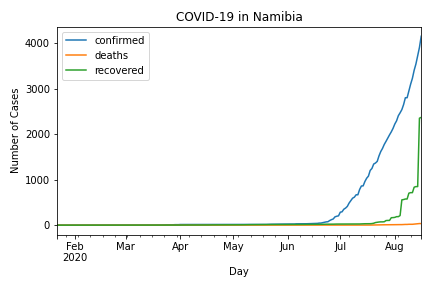 COVID-19 in Namibia
confirmed
deaths
recovered
Number of Cases
4000
3000
2000
1000
0
Feb Mar Apr May Jun Jul Aug
2020
Day